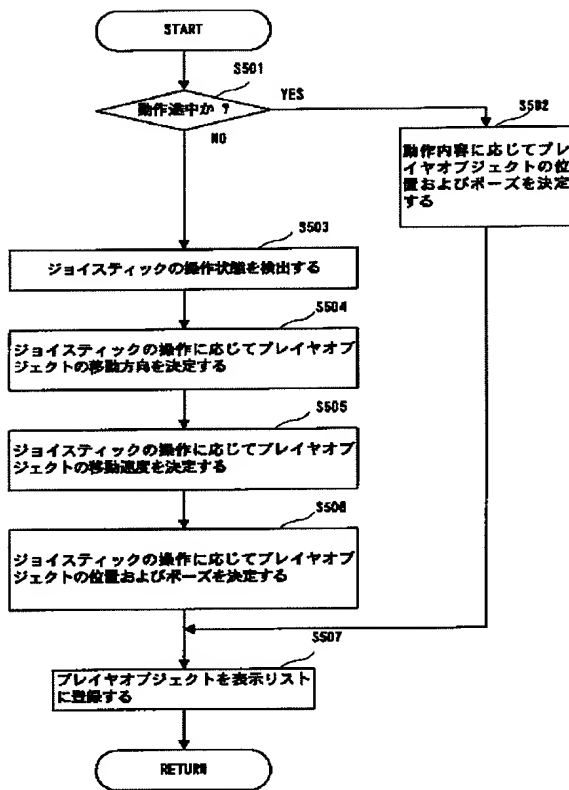 START
S501
動作途中か ?
YES
NO
S502
動作内容に応じてプレ
イヤオブジェクトの位
置およびポーズを決定
する
S503
ジョイスティックの操作状態を検出する
S504
ジョイスティックの操作に応じてプレイヤオブ
ジェクトの移動方向を決定する
S505
ジョイスティックの操作に応じてプレイヤオブ
ジェクトの移動速度を決定する
S506
ジョイスティックの操作に応じてプレイヤオブ
ジェクトの位置およびポーズを決定する
S507
プレイヤオブジェクトを表示リスト
に登録する
RETURN